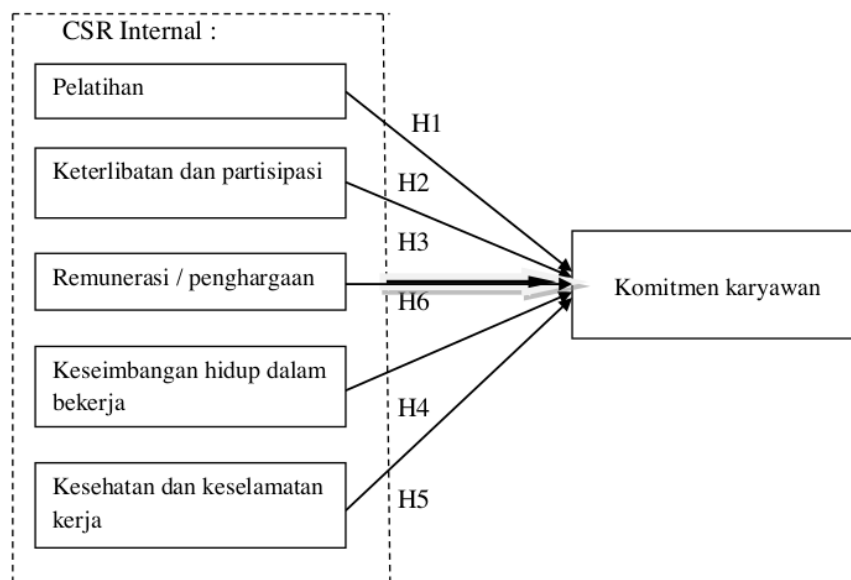 CSR Internal :
Pelatihan
H1
Keterlibatan dan partisipasi
H2
H3
Remunerasi / penghargaan
Komitmen karyawan
H6
Keseimbangan hidup dalam
bekerja
H4
Kesehatan dan keselamatan
kerja
H5